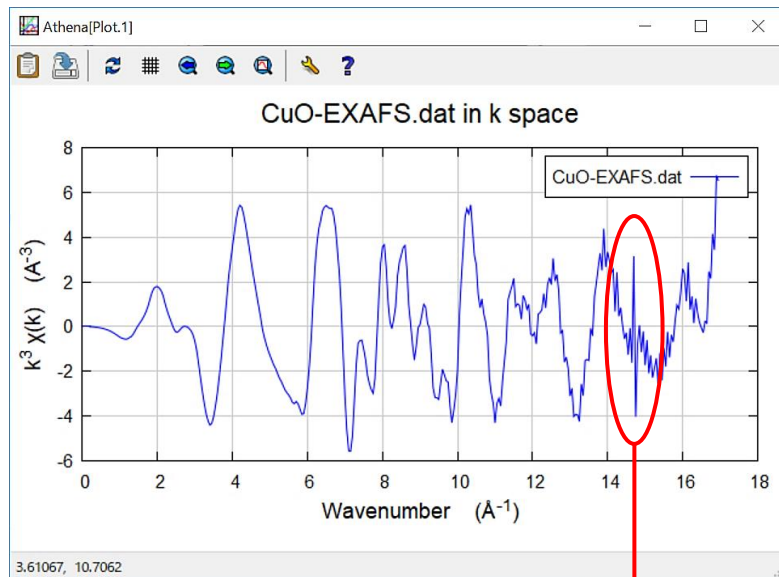 Athena[Plot.1]
CuO-EXAFS.dat in k space
CuO-EXAFS.dat
k³ χ(k) (Å⁻³)
8
6
4
2
0
-2
-4
-6
0 2 4 6 8 10 12 14 16 18
Wavenumber (Å⁻¹)
3.61067, 10.7062